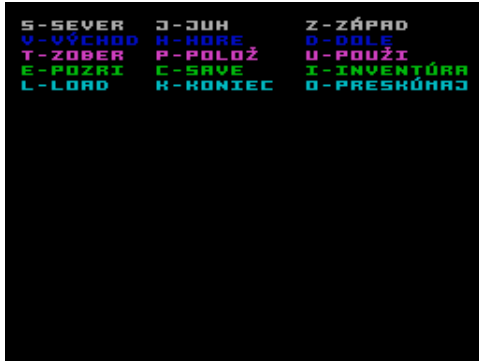 S-SEVER J-JUH Z-ZÁPAD
V-VÝCHOD H-HORE D-DOLE
T-ZOBER P-POLOŽ U-POUŽI
E-POZRI C-SAVE I-INVENTÚRA
L-LOAD K-KONIEC O-PRESKÚMAJ